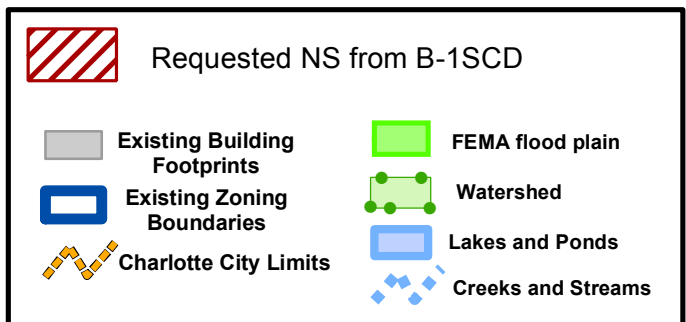 Requested NS from B-1SCD
Existing Building
Footprints
Existing Zoning
Boundaries
Charlotte City Limits
FEMA flood plain
Watershed
Lakes and Ponds
Creeks and Streams